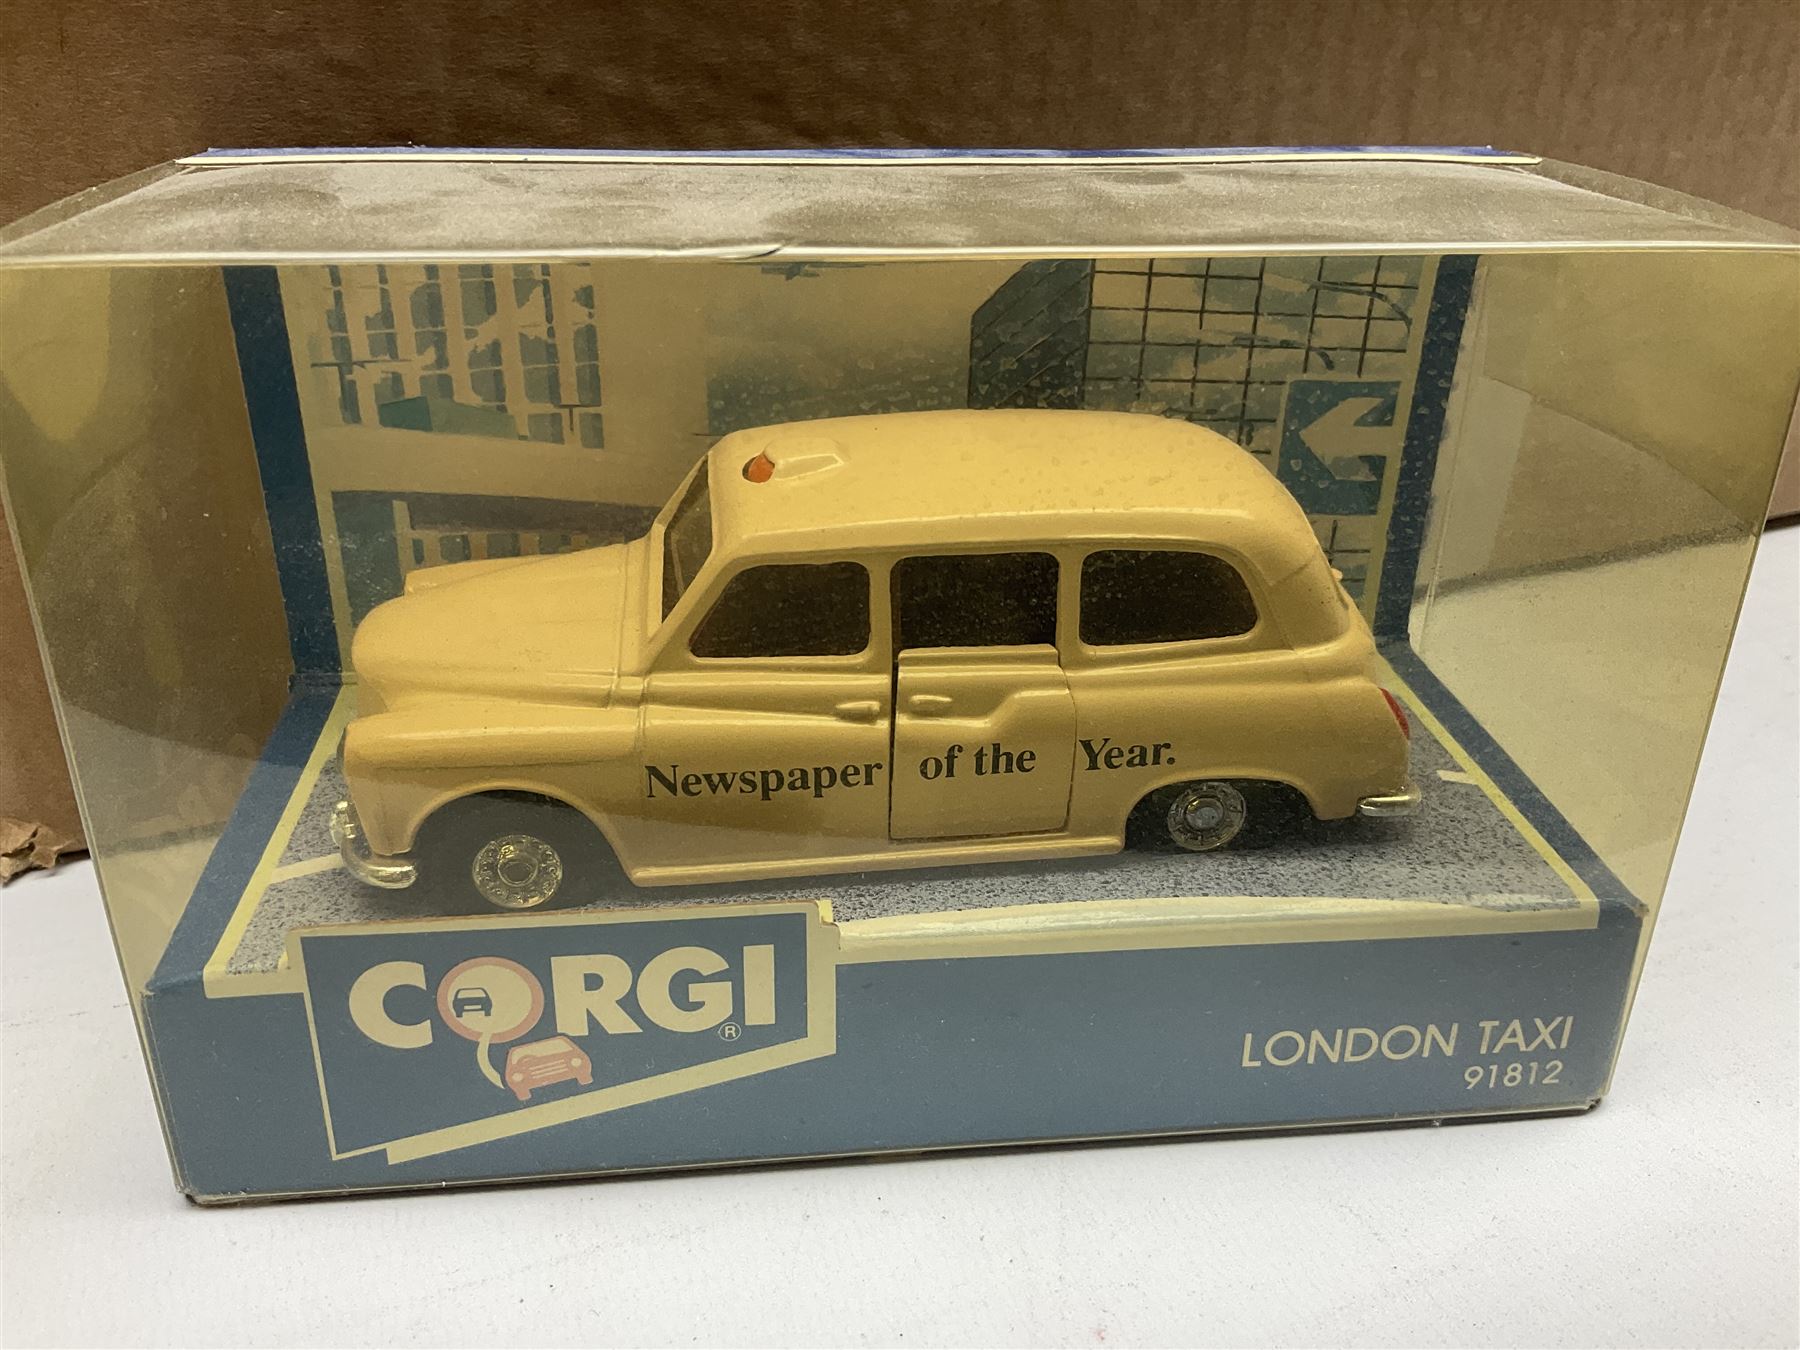 Newspaper of the Year.
CORGI®
LONDON TAXI
91812